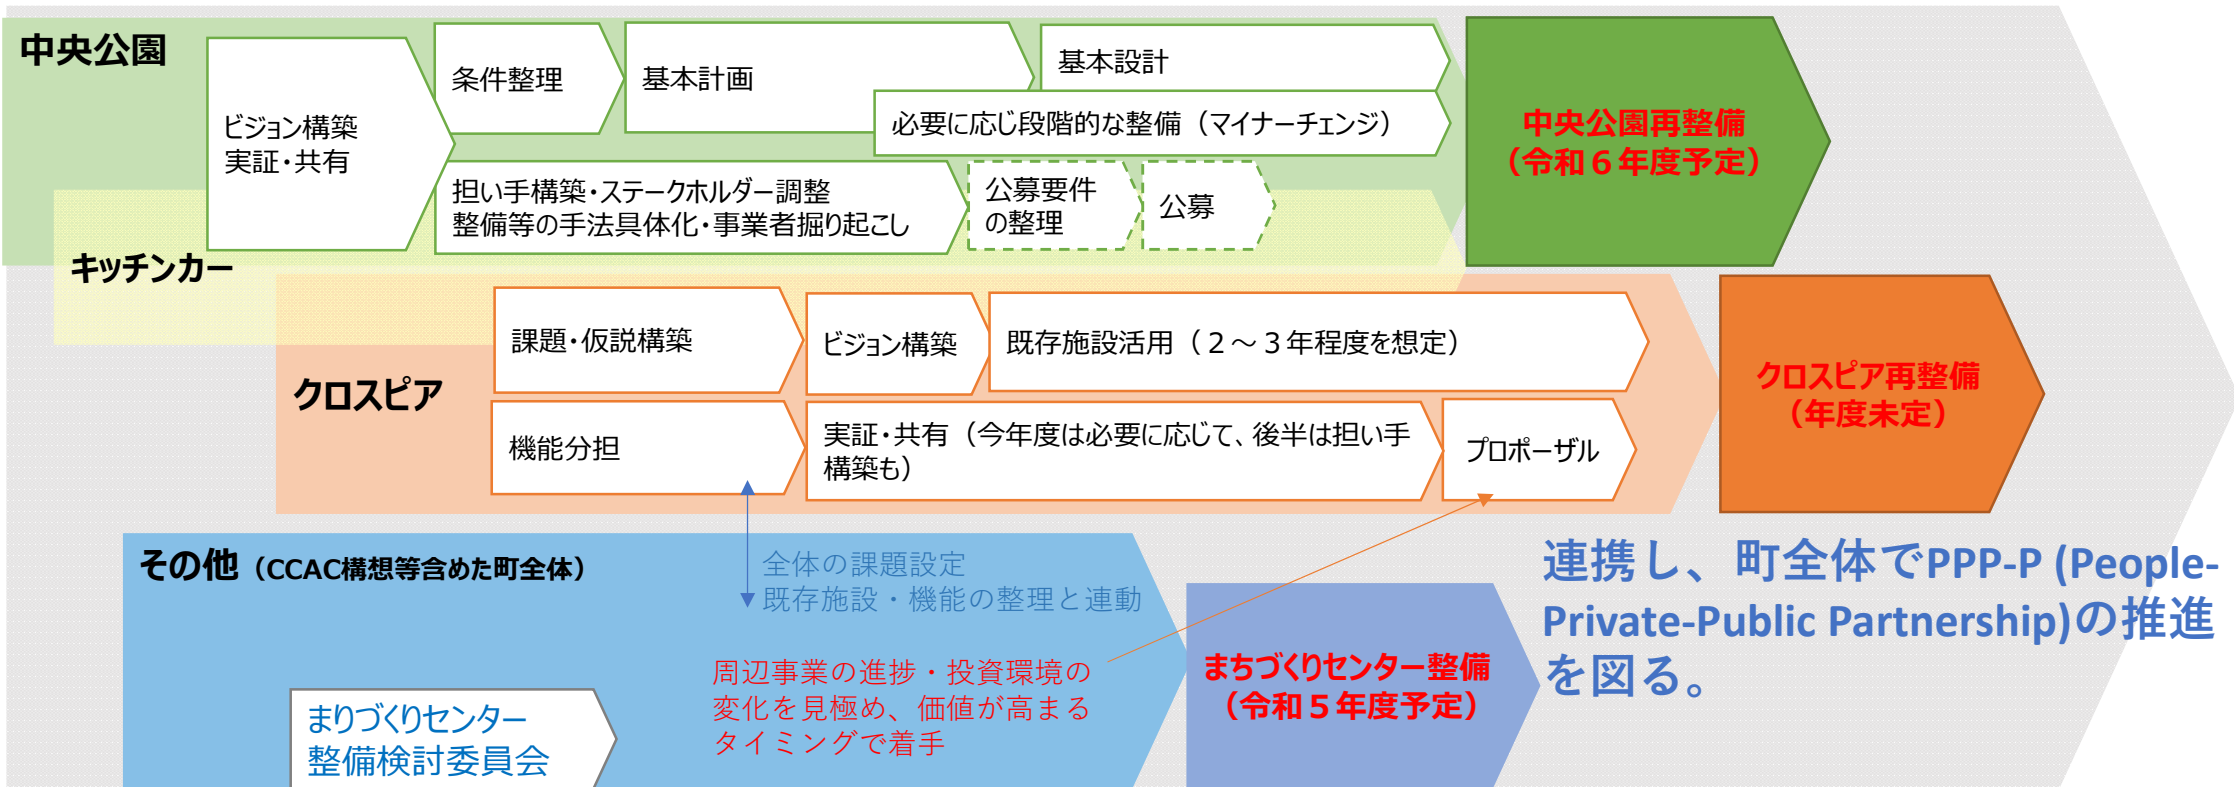 中央公園
ビジョン構築
実証・共有
条件整理
基本計画
基本設計
必要に応じ段階的な整備（マイナーチェンジ）
担い手構築・ステークホルダー調整
整備等の手法具体化・事業者掘り起こし
公募要件
の整理
公募
中央公園再整備
（令和６年度予定）
キッチンカー
クロスピア
課題・仮説構築
ビジョン構築
既存施設活用（２～３年程度を想定）
機能分担
実証・共有（今年度は必要に応じて、後半は担い手
構築も）
プロポーザル
クロスピア再整備
（年度未定）
その他（CCAC構想等含めた町全体）
全体の課題設定
既存施設・機能の整理と連動
周辺事業の進捗・投資環境の
変化を見極め、価値が高まる
タイミングで着手
まりづくりセンター
整備検討委員会
まちづくりセンター整備
（令和５年度予定）
連携し、町全体でPPP-P (People-
Private-Public Partnership)の推進
を図る。